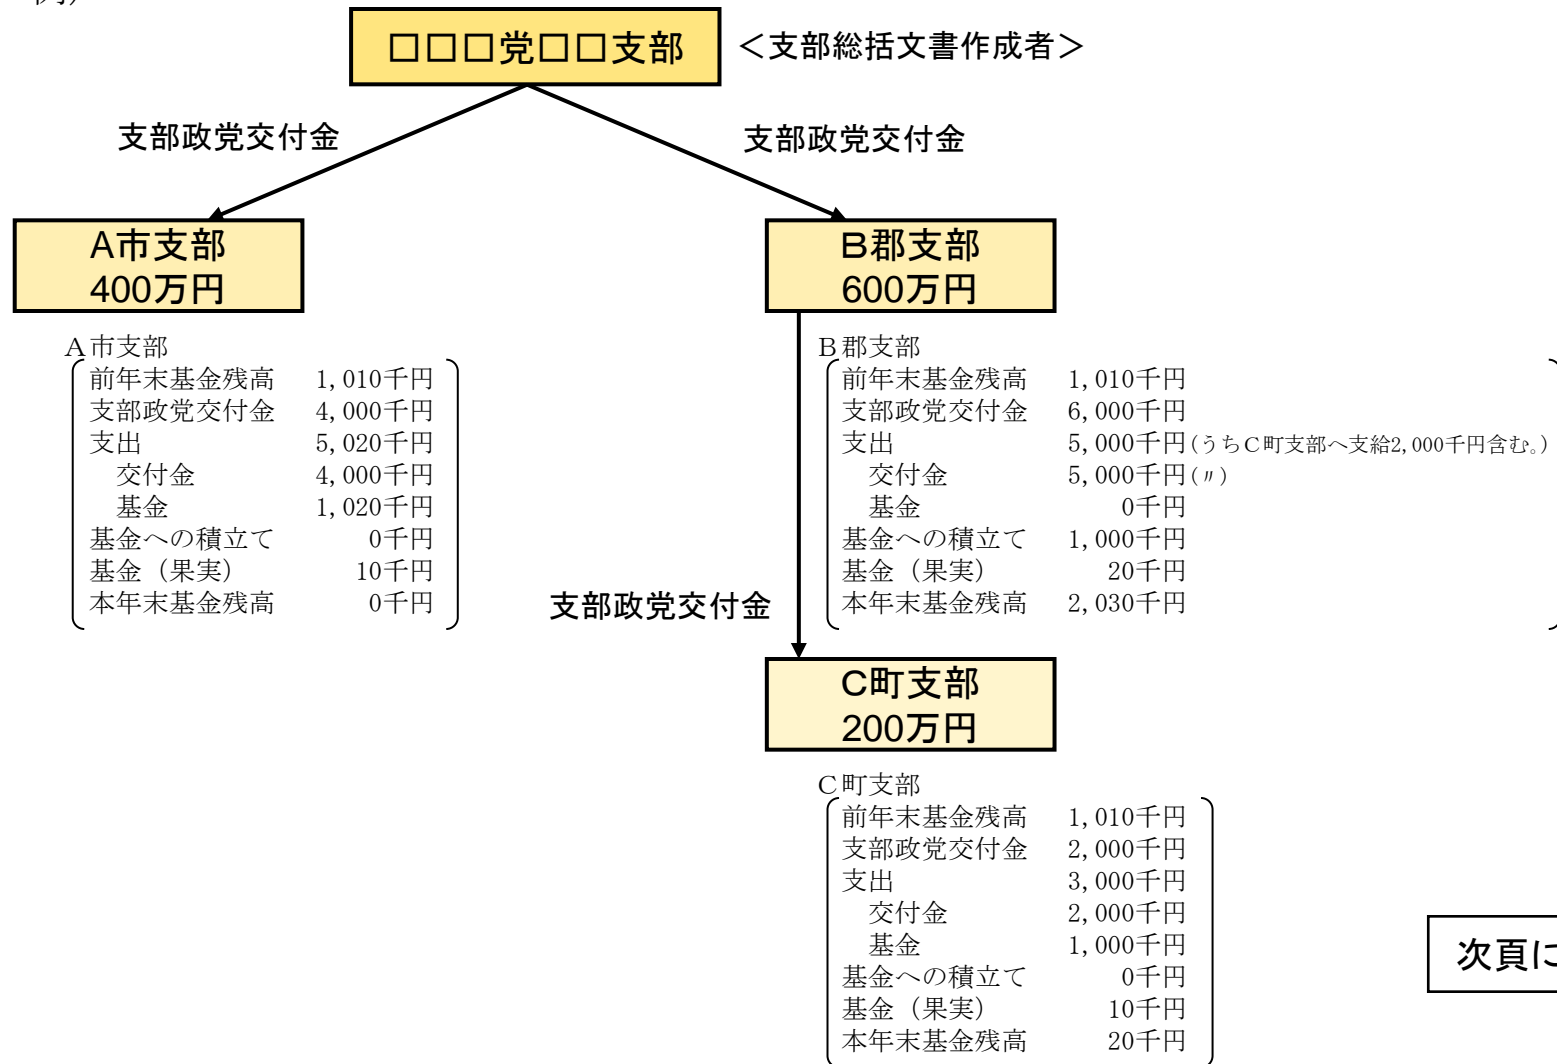 □□□党□□支部
＜支部総括文書作成者＞
支部政党交付金
支部政党交付金
A市支部
400万円
Ｂ郡支部
600万円
Ａ市支部
前年末基金残高 1,010千円
支部政党交付金 4,000千円
支出 5,020千円
交付金 4,000千円
基金 1,020千円
基金への積立て 0千円
基金（果実） 10千円
本年末基金残高 0千円
Ｂ郡支部
前年末基金残高 1,010千円
支部政党交付金 6,000千円
支出 5,000千円(うちＣ町支部へ支給2,000千円含む。)
交付金 5,000千円(〃)
基金 0千円
基金への積立て 1,000千円
基金（果実） 20千円
本年末基金残高 2,030千円
支部政党交付金
C町支部
200万円
Ｃ町支部
前年末基金残高 1,010千円
支部政党交付金 2,000千円
支出 3,000千円
交付金 2,000千円
基金 1,000千円
基金への積立て 0千円
基金（果実） 10千円
本年末基金残高 20千円
次頁に